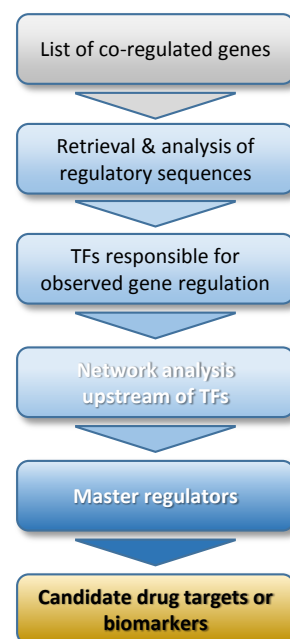 List of co-regulated genes
Retrieval & analysis of
regulatory sequences
TFs responsible for
observed gene regulation
Network analysis
upstream of TFs
Master regulators
Candidate drug targets or
biomarkers